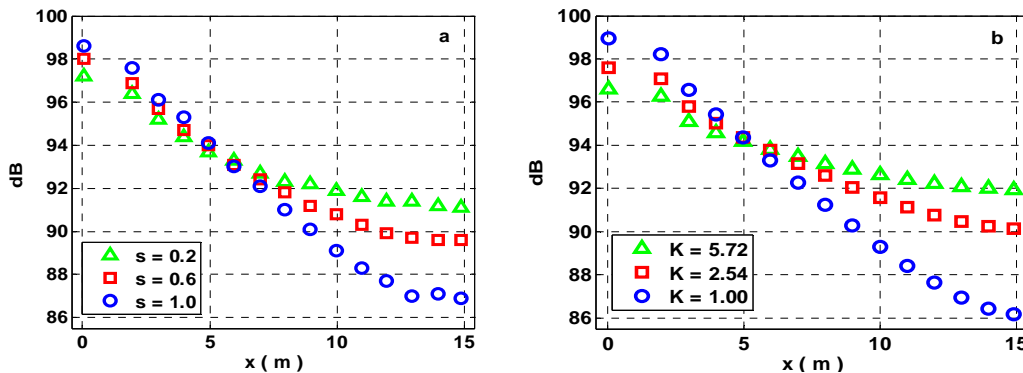 a
100
98
96
94
92
90
88
86
dB
s = 0.2
s = 0.6
s = 1.0
0
5
10
15
x ( m )
b
100
98
96
94
92
90
88
86
dB
K = 5.72
K = 2.54
K = 1.00
0
5
10
15
x ( m )